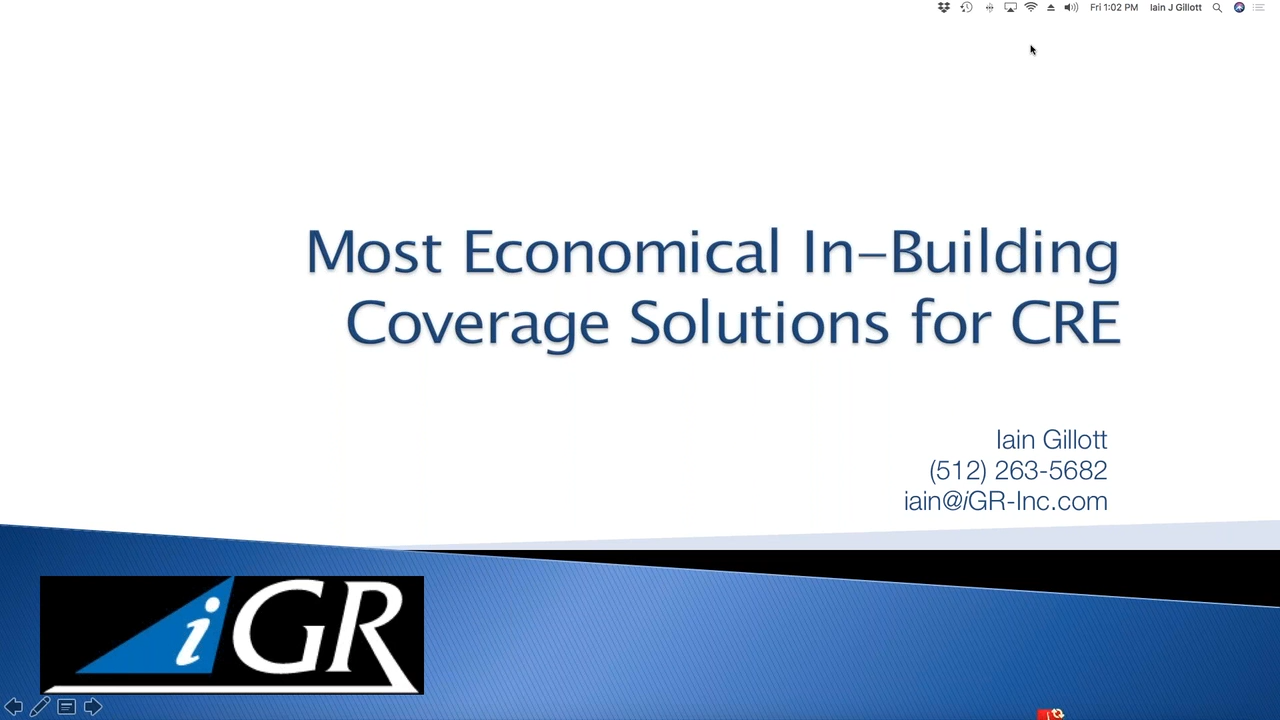 Fri 1:02 PM Iain J Gillott
Most Economical In-Building
Coverage Solutions for CRE
Iain Gillott
(512) 263-5682
iain@iGR-Inc.com
iGR